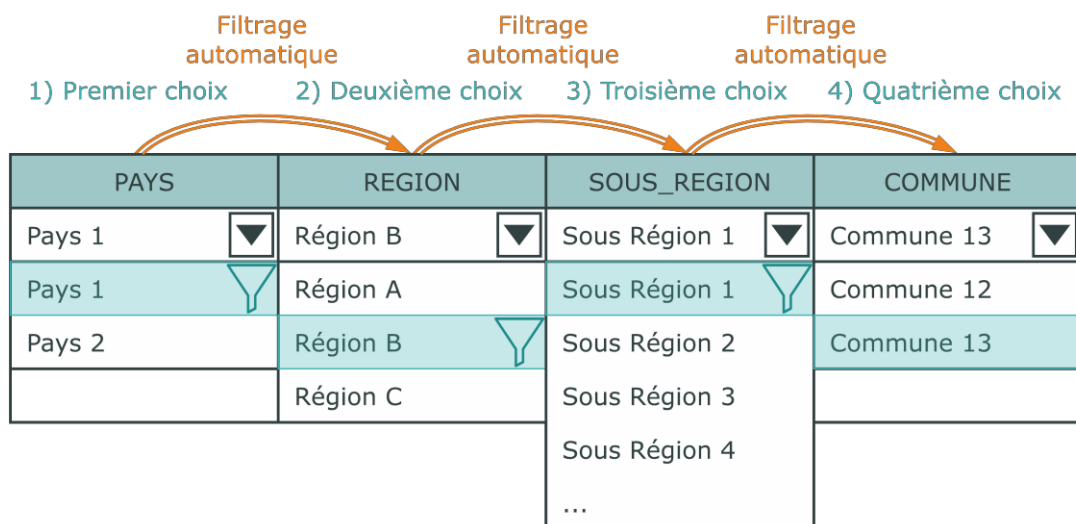 Filtrage
automatique
Filtrage
automatique
Filtrage
automatique
1) Premier choix
2) Deuxième choix
3) Troisième choix
4) Quatrième choix
PAYS
REGION
SOUS_REGION
COMMUNE
Pays 1
Région B
Sous Région 1
Commune 13
Pays 1
Région A
Sous Région 1
Commune 12
Pays 2
Région B
Sous Région 2
Commune 13
Région C
Sous Région 3
Sous Région 4
...